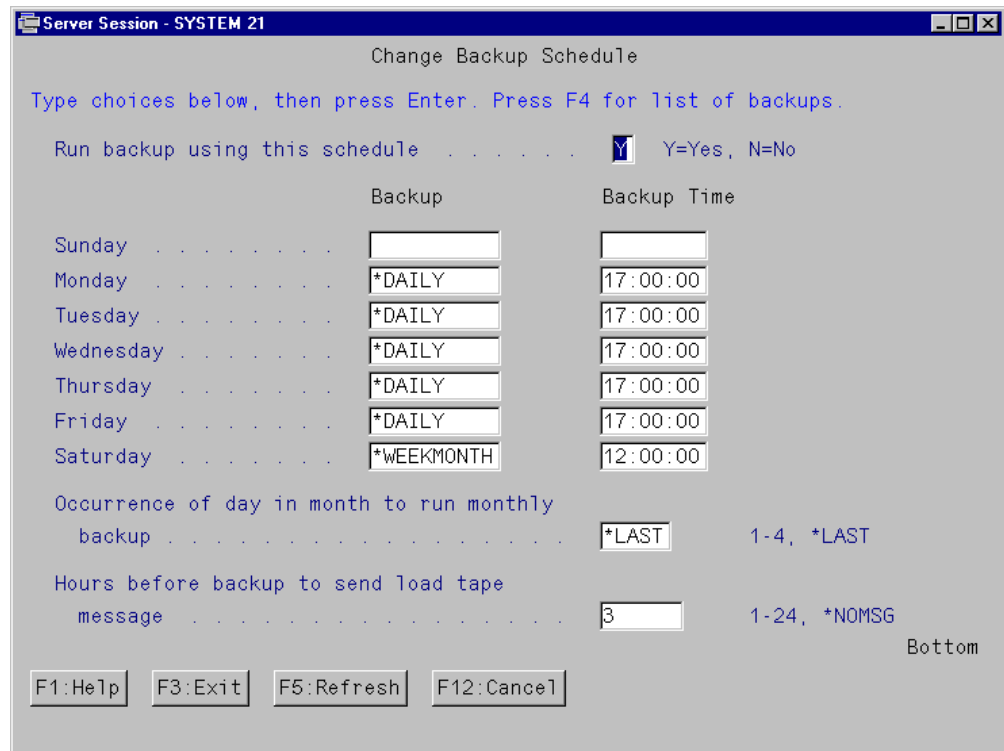 Server Session - SYSTEM 21
Change Backup Schedule
Type choices below, then press Enter. Press F4 for list of backups.
Run backup using this schedule . . . . . . Y Y=Yes, N=No
Backup Backup Time
Sunday . . . . . . . .
Monday . . . . . . . . *DAILY 17:00:00
Tuesday . . . . . . . . *DAILY 17:00:00
Wednesday . . . . . . . *DAILY 17:00:00
Thursday . . . . . . . *DAILY 17:00:00
Friday . . . . . . . . *DAILY 17:00:00
Saturday . . . . . . . *WEEKMONTH 12:00:00
Occurrence of day in month to run monthly
backup . . . . . . . . . . . . . . . . . *LAST 1-4, *LAST
Hours before backup to send load tape
message . . . . . . . . . . . . . . . . 3 1-24, *NOMSG
Bottom
F1:Help F3:Exit F5:Refresh F12:Cancel